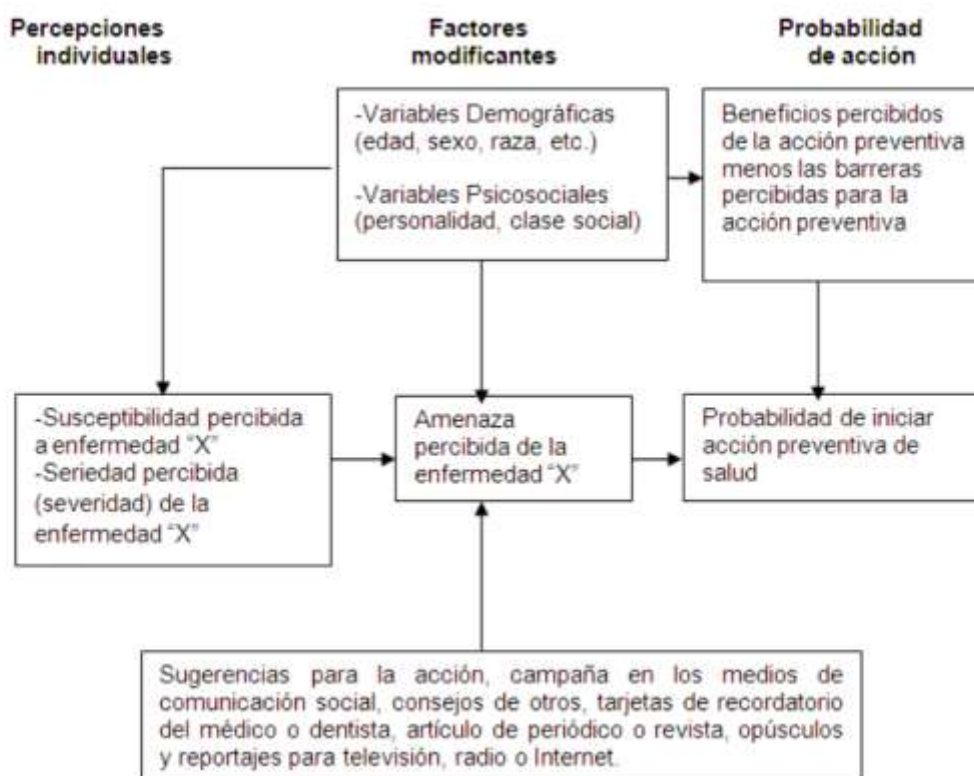 Percepciones
individuales
Factores
modificantes
Probabilidad
de acción
-Variables Demográficas
(edad, sexo, raza, etc.)
-Variables Psicosociales
(personalidad, clase social)
Beneficios percibidos
de la acción preventiva
menos las barreras
percibidas para la
acción preventiva
-Susceptibilidad percibida
a enfermedad “X”
-Seriedad percibida
(severidad) de la
enfermedad “X”
Amenaza
percibida de la
enfermedad “X”
Probabilidad de iniciar
acción preventiva de
salud
Sugerencias para la acción, campaña en los medios de
comunicación social, consejos de otros, tarjetas de recordatorio
del médico o dentista, artículo de periódico o revista, opúsculos
y reportajes para televisión, radio o Internet.